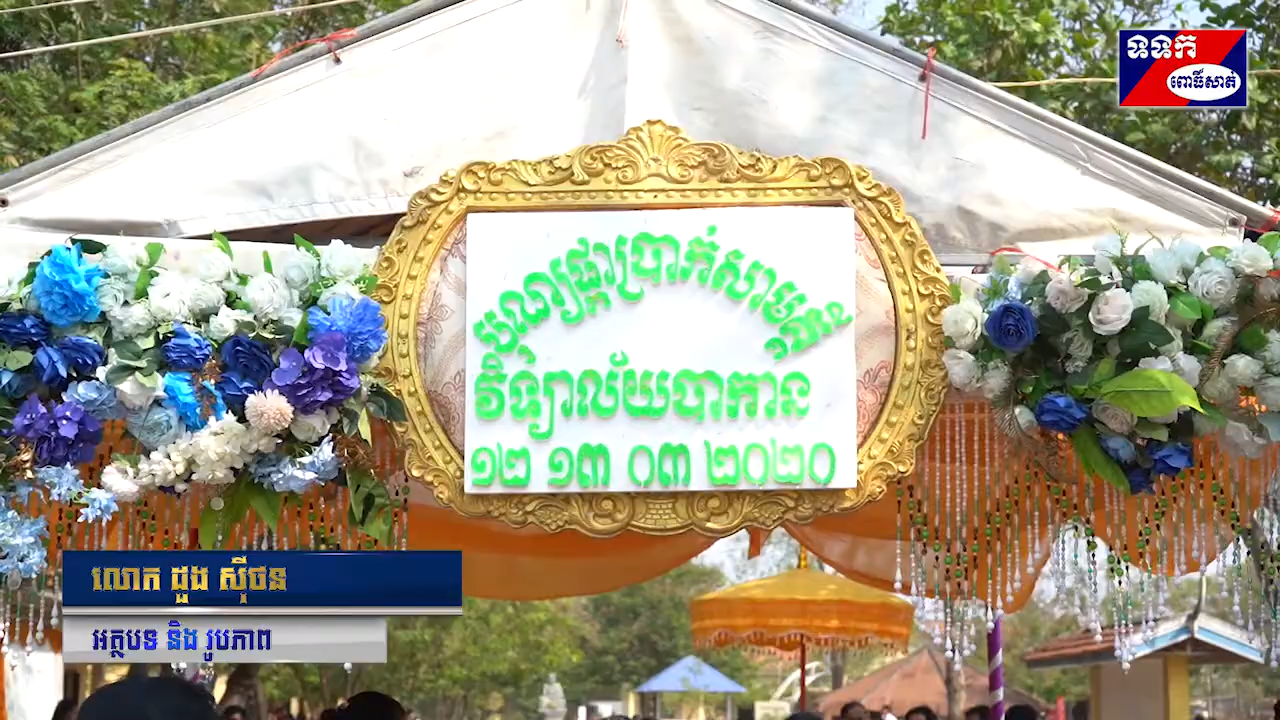 ទទក
ពោធិ៍សាត់
បុណ្យផ្កាប្រាក់សាមគ្គី
វិទ្យាល័យបាកាន
១២ ១៣ ០៣ ២០២០
លោក ដួង ស៊ីថន
អត្ថបទ និង រូបភាព